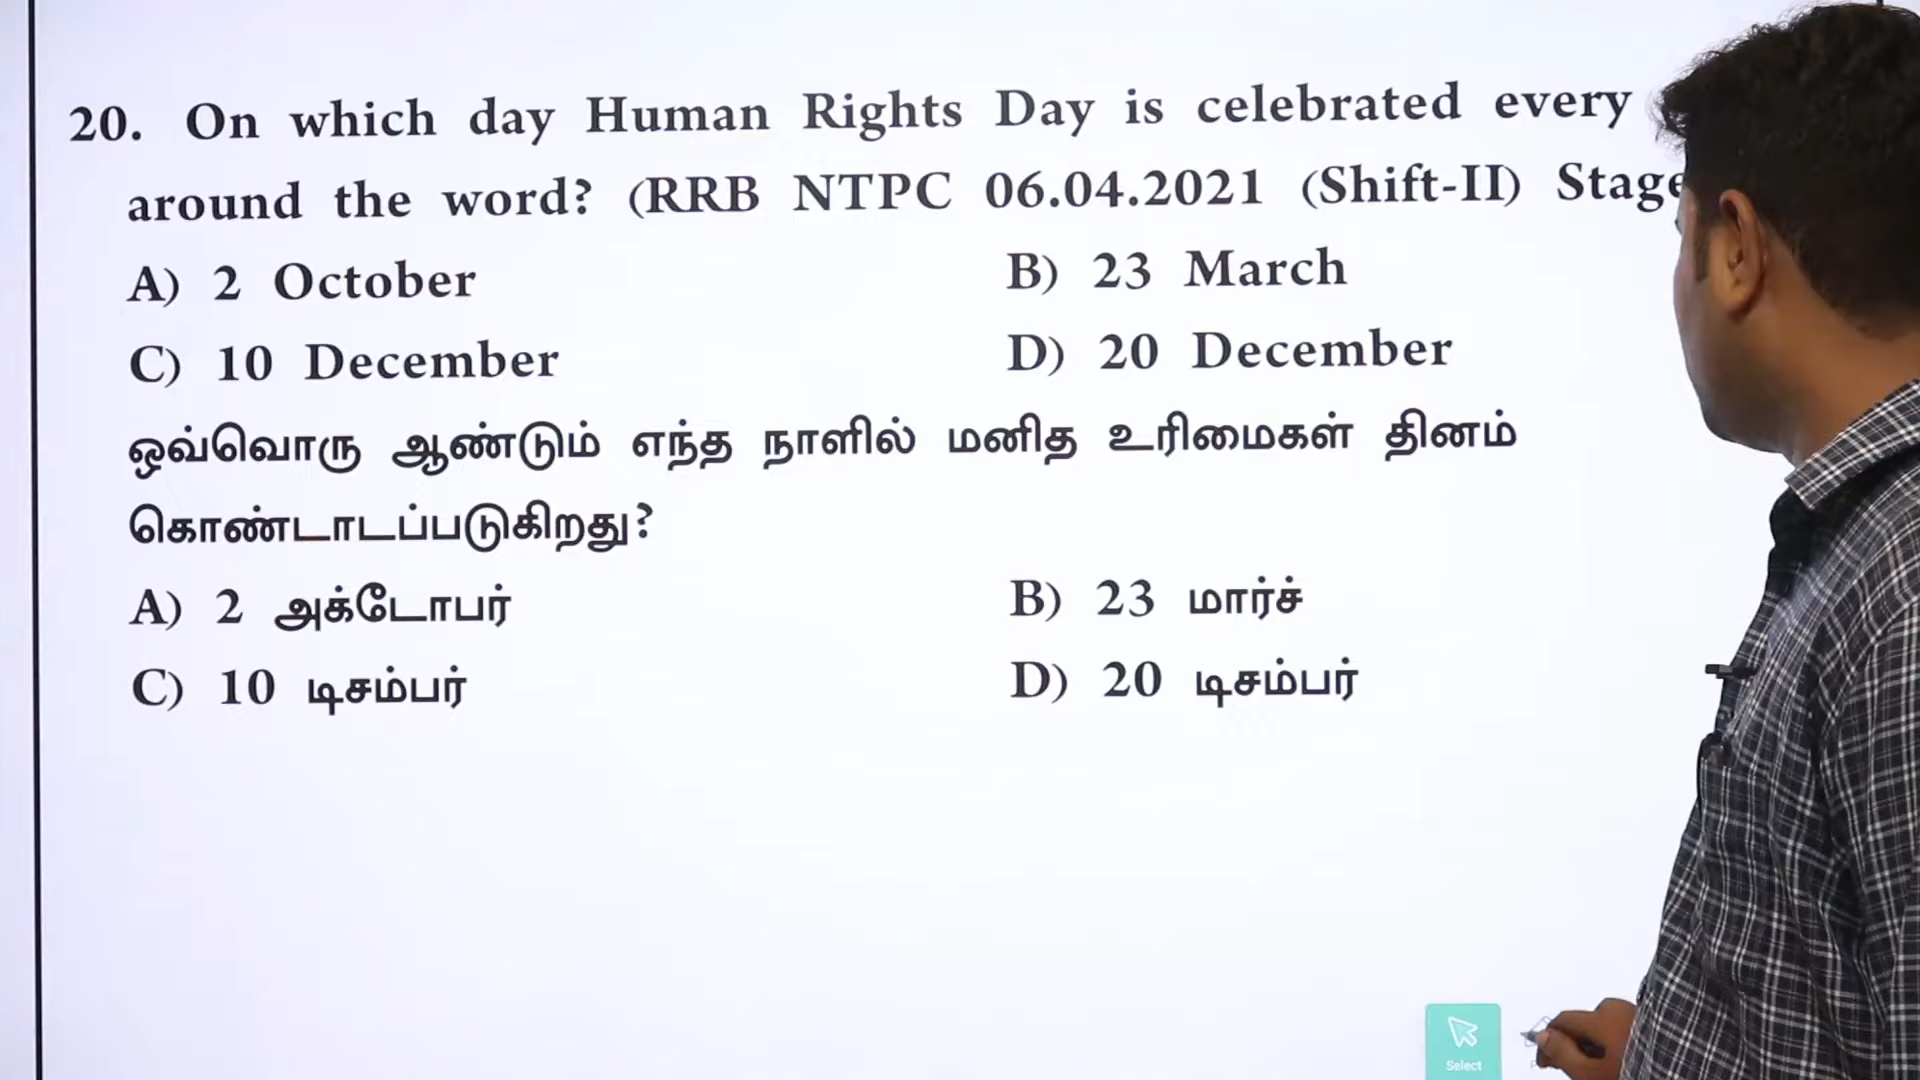 20. On which day Human Rights Day is celebrated every
around the word? (RRB NTPC 06.04.2021 (Shift-II) Stage
A) 2 October B) 23 March
C) 10 December D) 20 December
ஒவ்வொரு ஆண்டும் எந்த நாளில் மனித உரிமைகள் தினம்
கொண்டாடப்படுகிறது?
A) 2 அக்டோபர் B) 23 மார்ச்
C) 10 டிசம்பர் D) 20 டிசம்பர்
Select